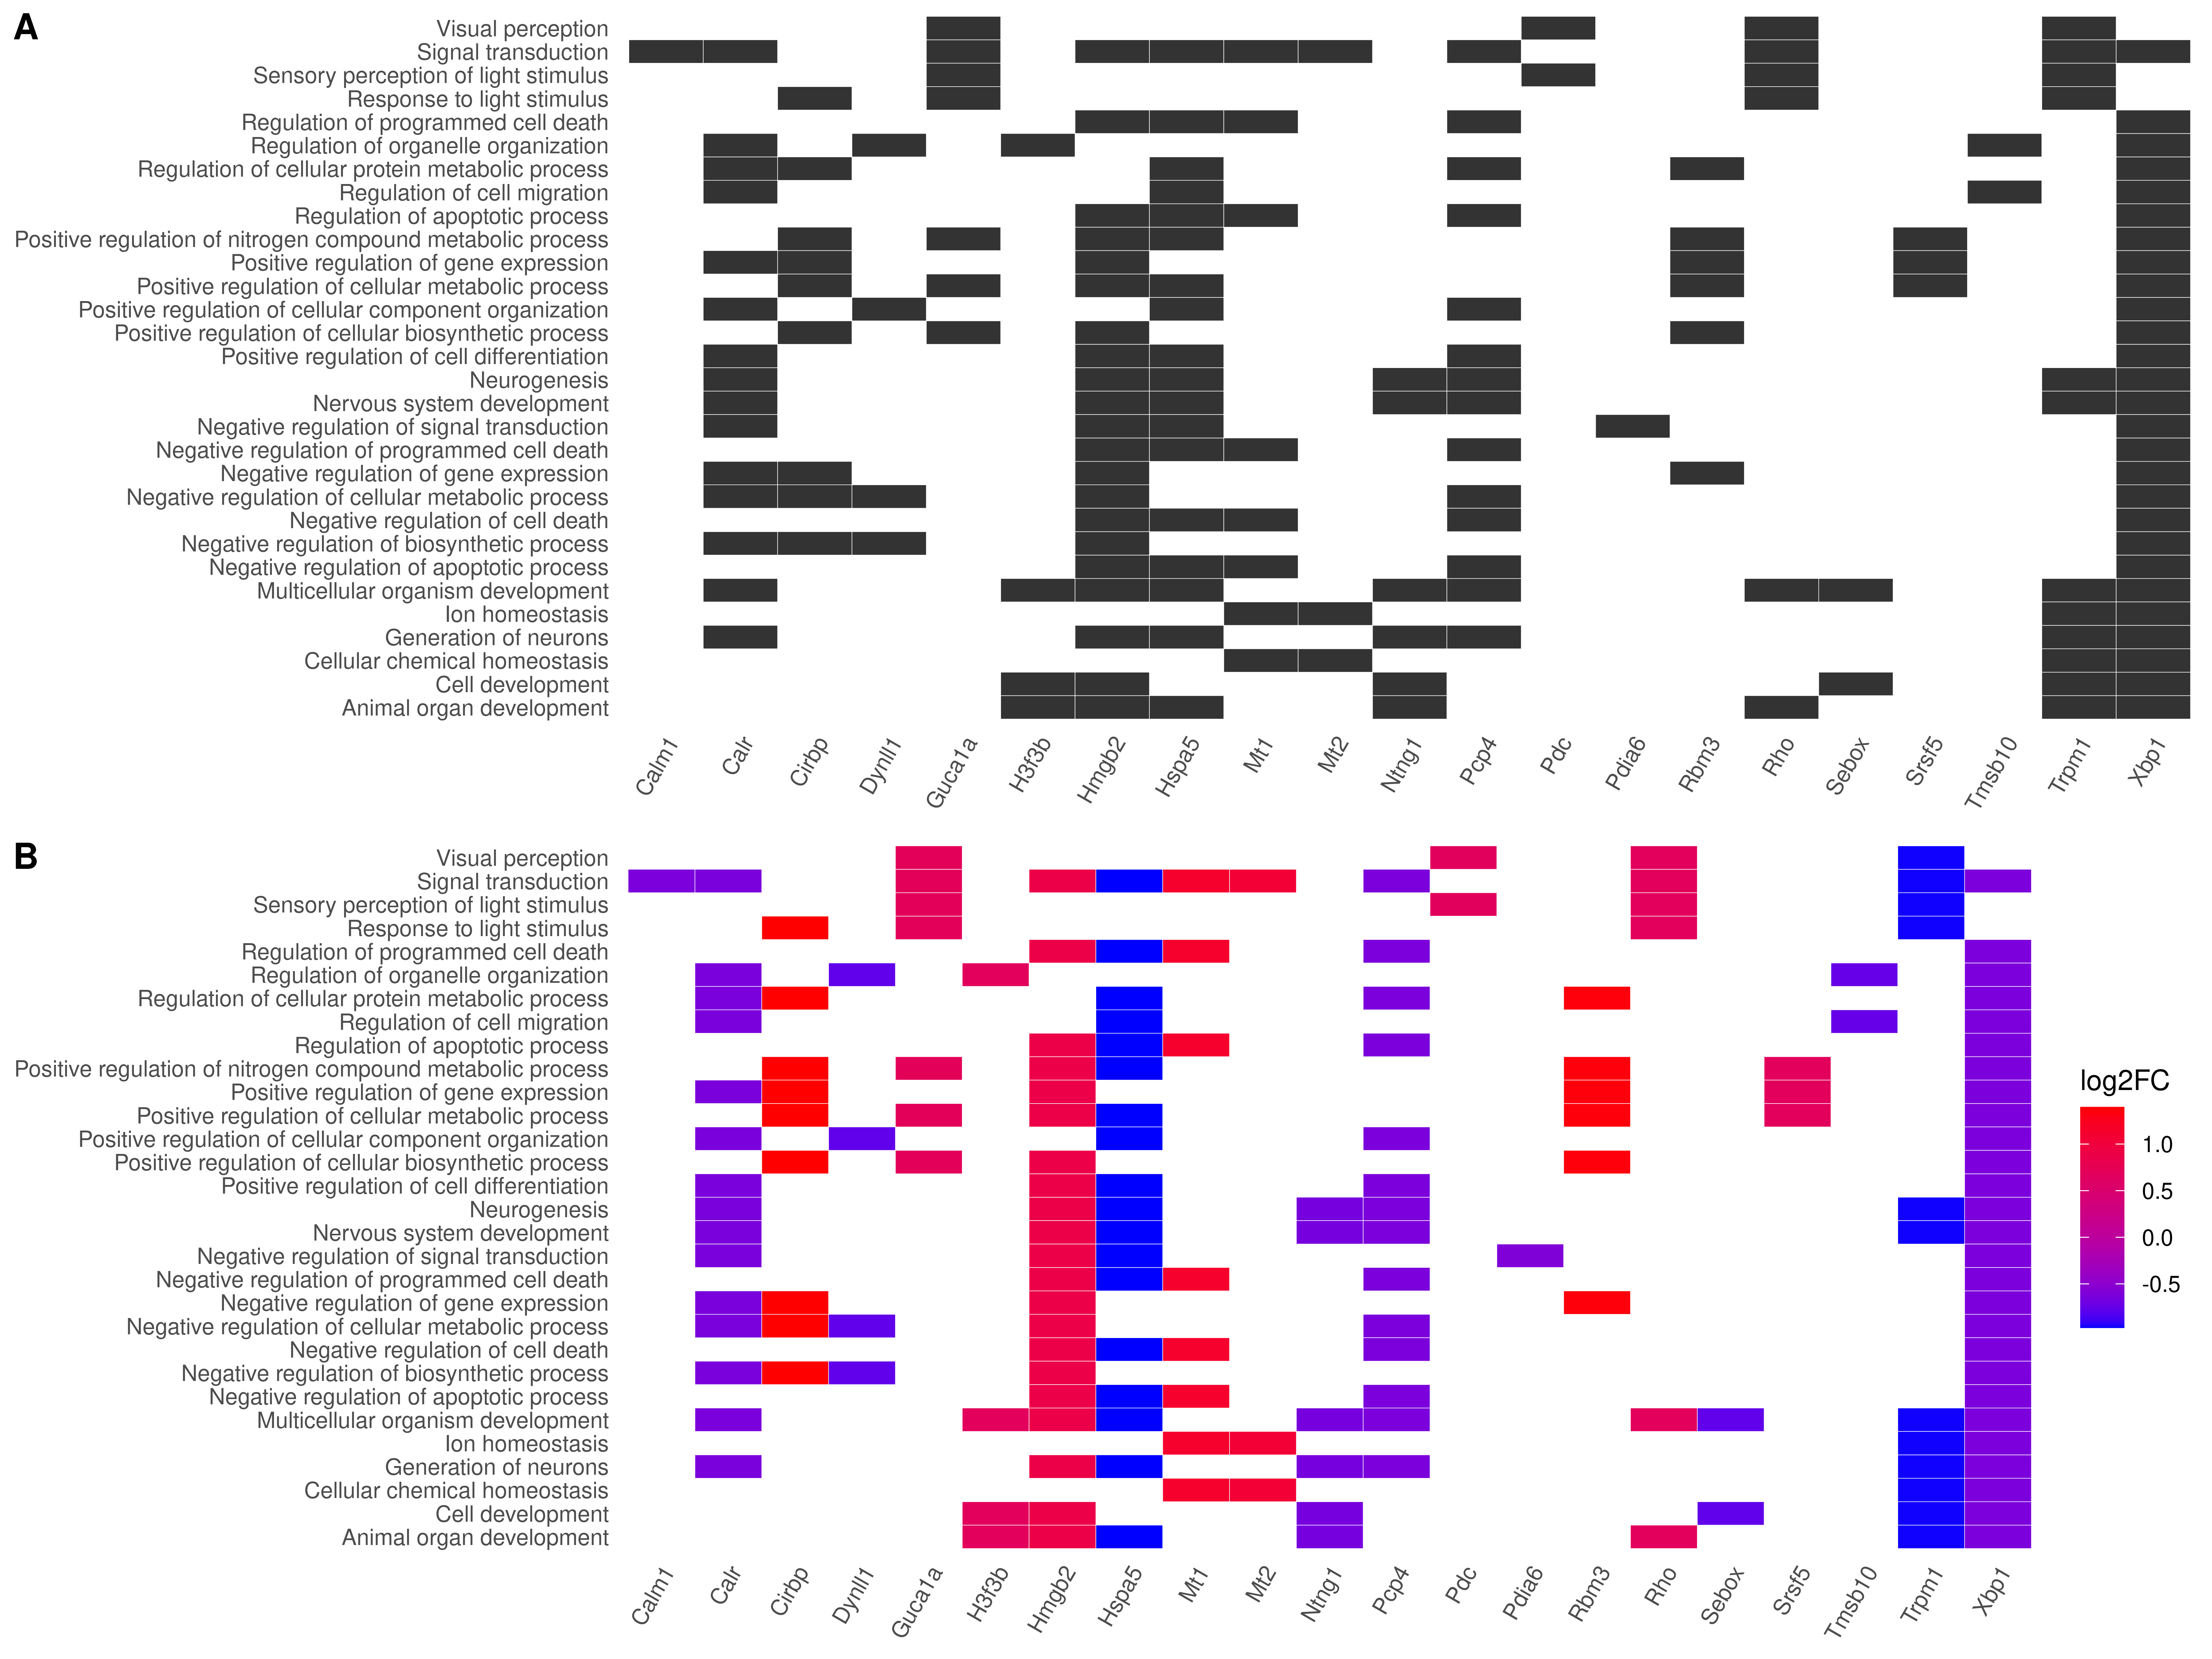 A
Visual perception
Signal transduction
Sensory perception of light stimulus
Response to light stimulus
Regulation of programmed cell death
Regulation of organelle organization
Regulation of cellular protein metabolic process
Regulation of cell migration
Regulation of apoptotic process
Positive regulation of nitrogen compound metabolic process
Positive regulation of gene expression
Positive regulation of cellular metabolic process
Positive regulation of cellular component organization
Positive regulation of cellular biosynthetic process
Positive regulation of cell differentiation
Neurogenesis
Nervous system development
Negative regulation of signal transduction
Negative regulation of programmed cell death
Negative regulation of gene expression
Negative regulation of cellular metabolic process
Negative regulation of cell death
Negative regulation of biosynthetic process
Negative regulation of apoptotic process
Multicellular organism development
Ion homeostasis
Generation of neurons
Cellular chemical homeostasis
Cell development
Animal organ development
Calm1 Calr Cirbp Dynll1 Guca1a H3f3b Hmgb2 Hspa5 Mt1 Mt2 Ntng1 Pcp4 Pdc Pdia6 Rbm3 Rho Sebox Srsf5 Tmsb10 Trpm1 Xbp1
B
Visual perception
Signal transduction
Sensory perception of light stimulus
Response to light stimulus
Regulation of programmed cell death
Regulation of organelle organization
Regulation of cellular protein metabolic process
Regulation of cell migration
Regulation of apoptotic process
Positive regulation of nitrogen compound metabolic process
Positive regulation of gene expression
Positive regulation of cellular metabolic process
Positive regulation of cellular component organization
Positive regulation of cellular biosynthetic process
Positive regulation of cell differentiation
Neurogenesis
Nervous system development
Negative regulation of signal transduction
Negative regulation of programmed cell death
Negative regulation of gene expression
Negative regulation of cellular metabolic process
Negative regulation of cell death
Negative regulation of biosynthetic process
Negative regulation of apoptotic process
Multicellular organism development
Ion homeostasis
Generation of neurons
Cellular chemical homeostasis
Cell development
Animal organ development
Calm1 Calr Cirbp Dynll1 Guca1a H3f3b Hmgb2 Hspa5 Mt1 Mt2 Ntng1 Pcp4 Pdc Pdia6 Rbm3 Rho Sebox Srsf5 Tmsb10 Trpm1 Xbp1
log2FC
1.0
0.5
0.0
-0.5